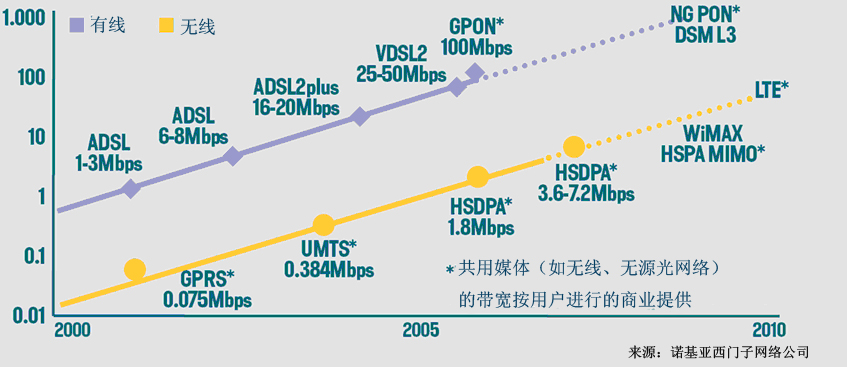 1.000
100
10
1
0.1
0.01
有线
无线
ADSL
1-3Mbps
ADSL
6-8Mbps
ADSL2plus
16-20Mbps
VDSL2
25-50Mbps
GPON*
100Mbps
NG PON*
DSM L3
LTE*
WiMAX
HSPA MIMO*
HSDPA*
3.6-7.2Mbps
HSDPA*
1.8Mbps
UMTS*
0.384Mbps
GPRS*
0.075Mbps
*共用媒体（如无线、无源光网络）
的带宽按用户进行的商业提供
2000
2005
2010
来源：诺基亚西门子网络公司